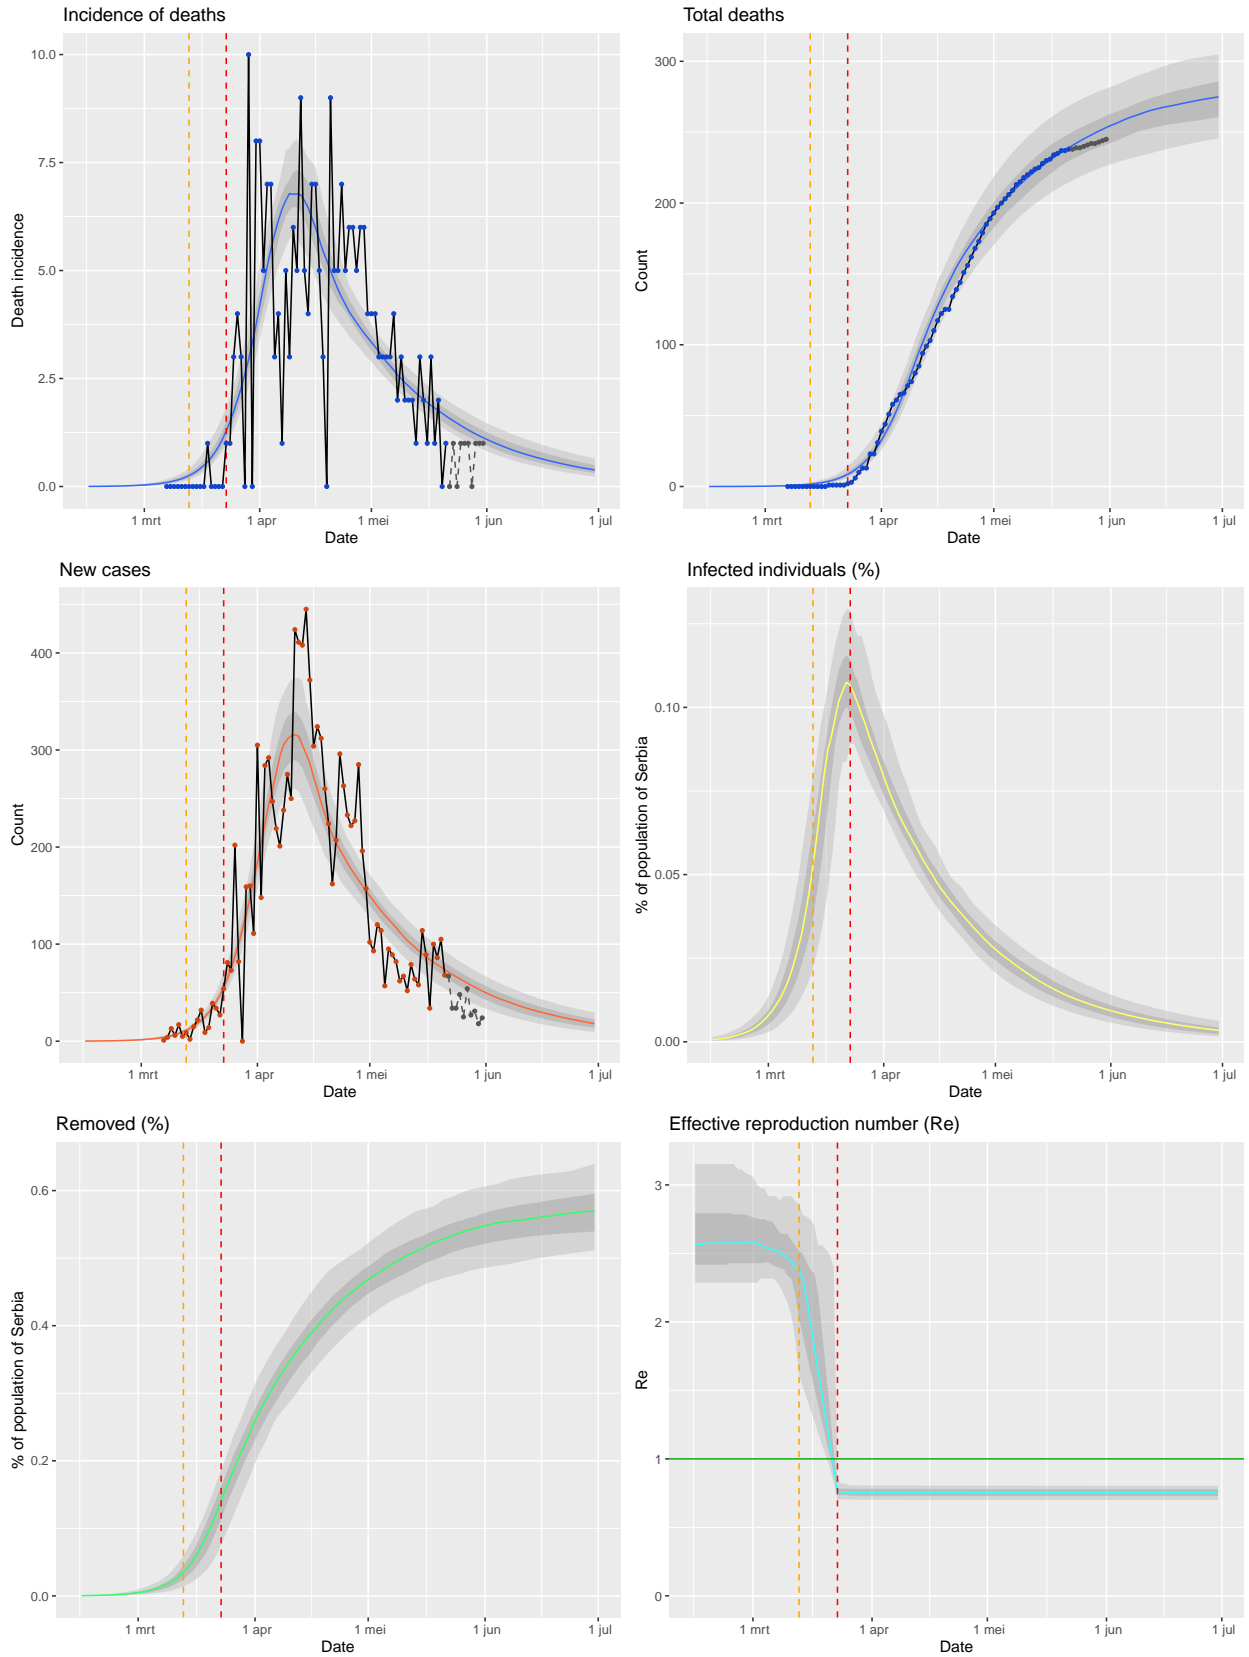 Incidence of deaths
Death incidence
10.0
7.5
5.0
2.5
0.0
1 mrt 1 apr 1 mei 1 jun 1 jul
Date
Total deaths
Count
300
200
100
0
1 mrt 1 apr 1 mei 1 jun 1 jul
Date
New cases
Count
400
300
200
100
0
1 mrt 1 apr 1 mei 1 jun 1 jul
Date
Infected individuals (%)
% of population of Serbia
0.10
0.05
0.00
1 mrt 1 apr 1 mei 1 jun 1 jul
Date
Removed (%)
% of population of Serbia
0.6
0.4
0.2
0.0
1 mrt 1 apr 1 mei 1 jun 1 jul
Date
Effective reproduction number (Re)
Re
3
2
1
0
1 mrt 1 apr 1 mei 1 jun 1 jul
Date